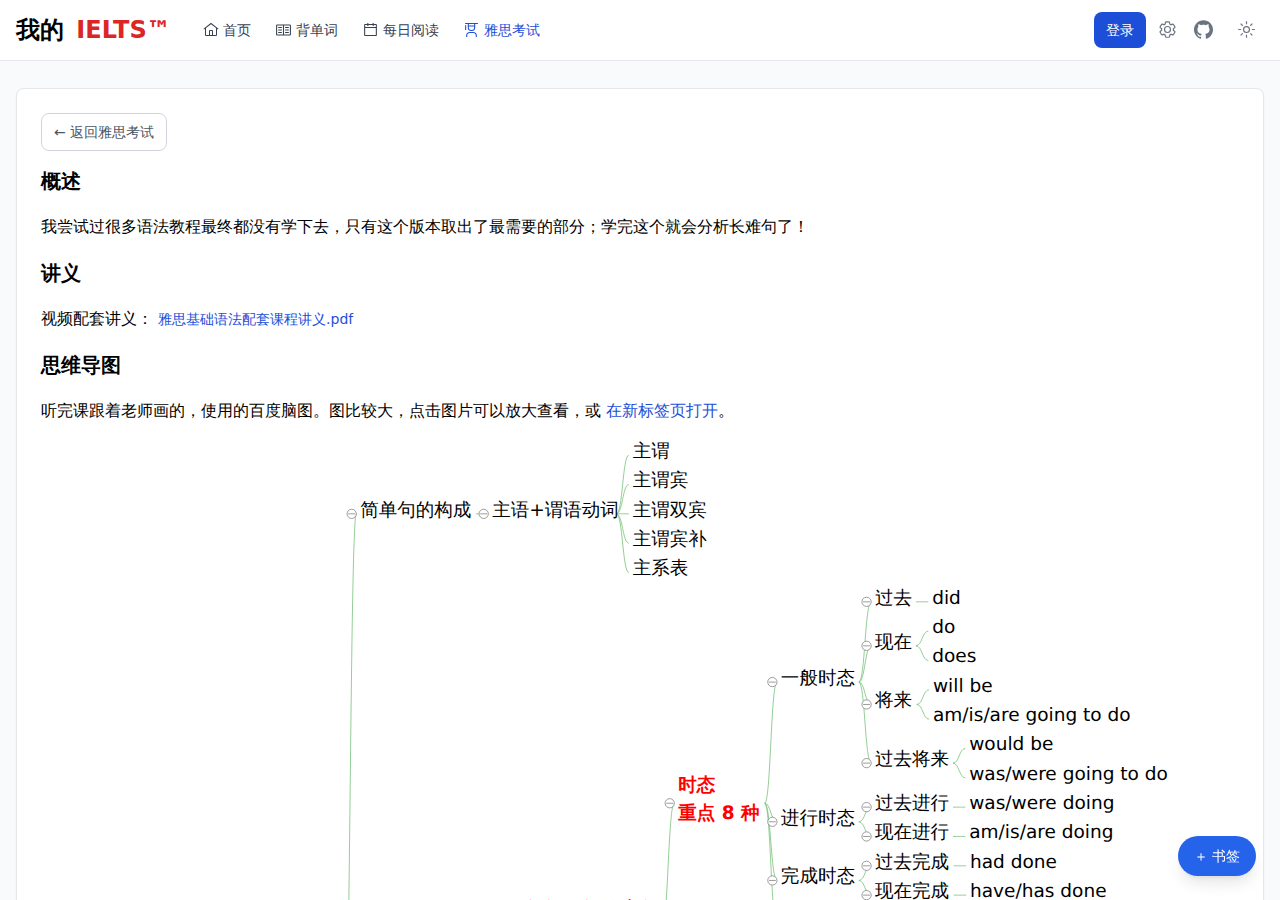 我的 IELTS™ 首页 背单词 每日阅读 雅思考试 登录
← 返回雅思考试
概述
我尝试过很多语法教程最终都没有学下去，只有这个版本取出了最需要的部分；学完这个就会分析长难句了！
讲义
视频配套讲义： 雅思基础语法配套课程讲义.pdf
思维导图
听完课跟着老师画的，使用的百度脑图。图比较大，点击图片可以放大查看，或 在新标签页打开。
简单句的构成 主语+谓语动词
主谓
主谓宾
主谓双宾
主谓宾补
主系表
时态
重点 8 种
一般时态
过去 did
现在
do
does
将来
will be
am/is/are going to do
过去将来
would be
was/were going to do
进行时态
过去进行 was/were doing
现在进行 am/is/are doing
完成时态
过去完成 had done
现在完成 have/has done
+ 书签